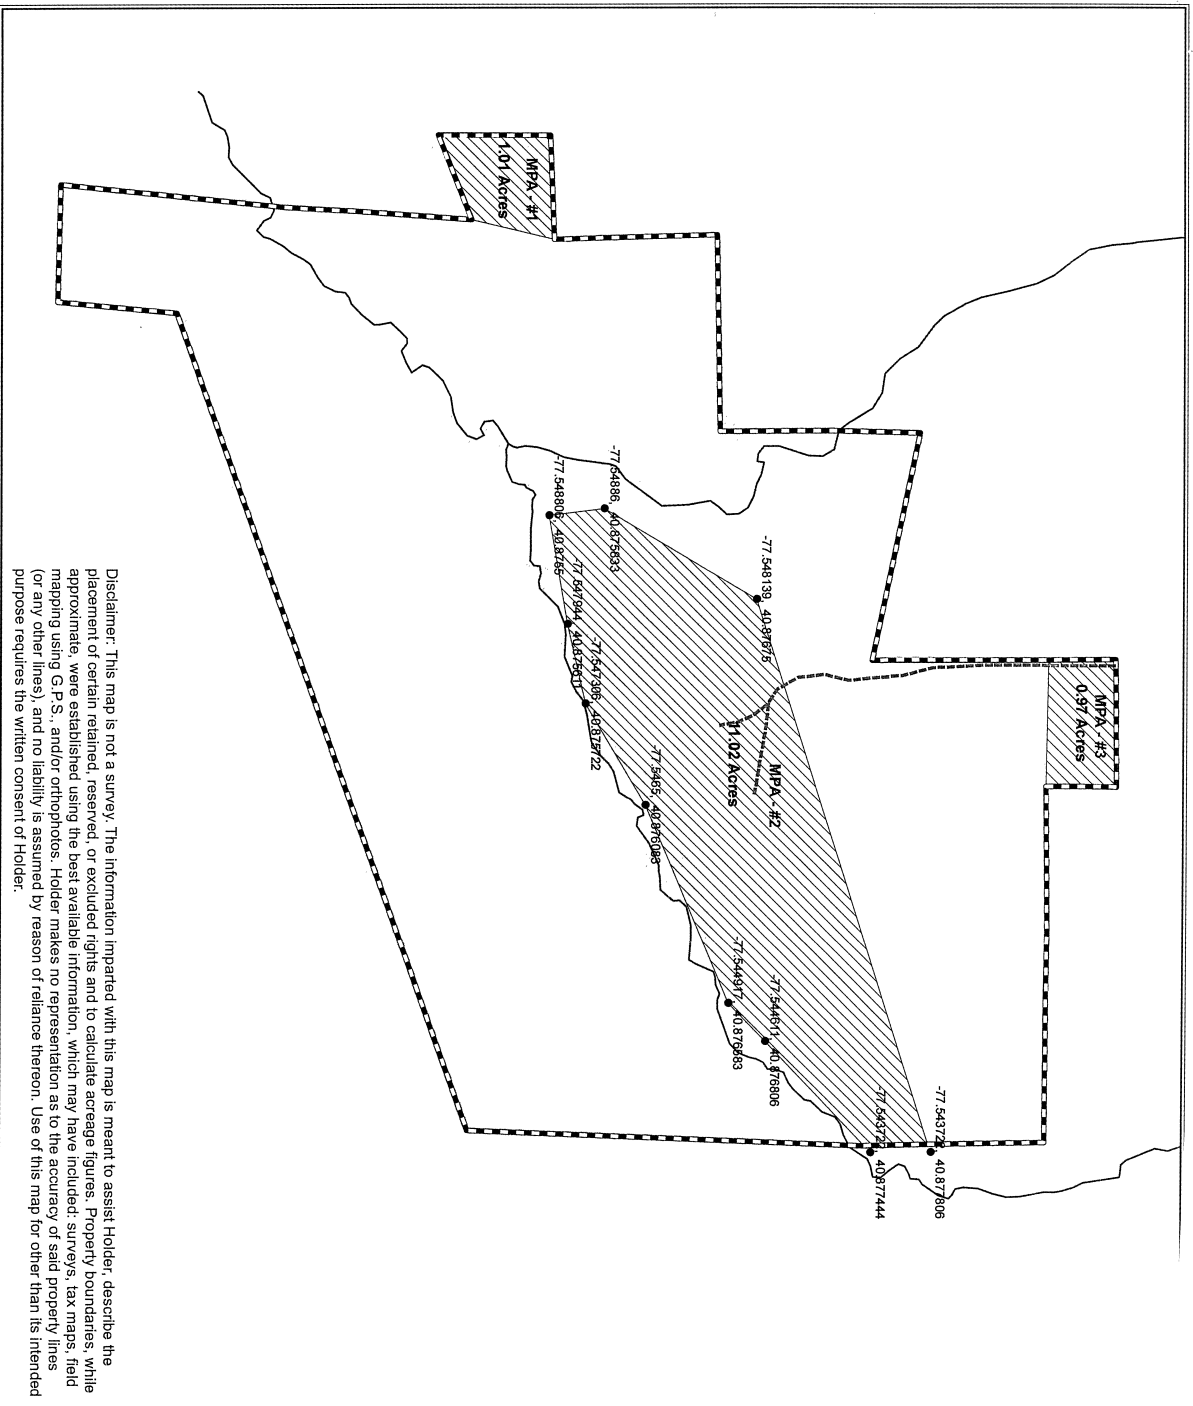 MPA - #1
1.01 Acres
MPA - #3
0.97 Acres
-77.543722, 40.877806
-77.543722, 40.877444
MPA - #2
11.02 Acres
-77.548139, 40.87675
-77.544611, 40.876806
-77.544917, 40.876583
-77.5465, 40.876083
-77.54886, 40.875833
-77.547306, 40.875722
-77.547944, 40.875611
-77.548806, 40.8755
Disclaimer: This map is not a survey. The information imparted with this map is meant to assist Holder, describe the
placement of certain retained, reserved, or excluded rights and to calculate acreage figures. Property boundaries, while
approximate, were established using the best available information, which may have included: surveys, tax maps, field
mapping using G.P.S., and/or orthophotos. Holder makes no representation as to the accuracy of said property lines
(or any other lines), and no liability is assumed by reason of reliance thereon. Use of this map for other than its intended
purpose requires the written consent of Holder.